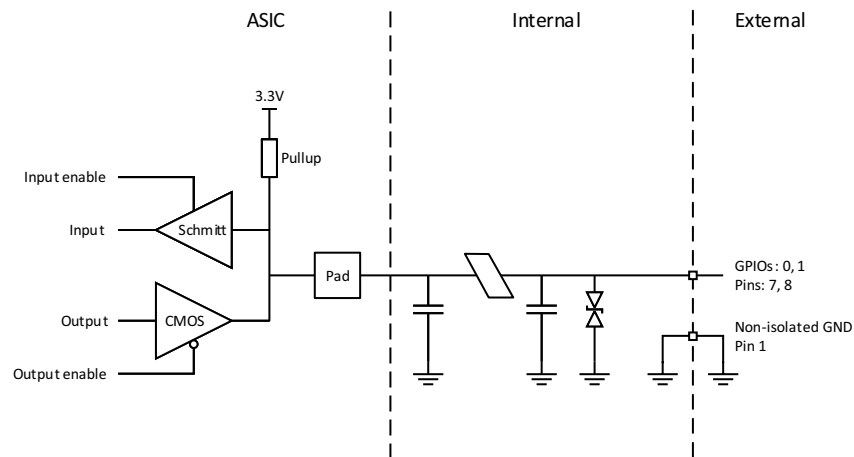 ASIC
Internal
External
3.3V
Pullup
Input enable
Input
Schmitt
Pad
GPIOs: 0, 1
Pins: 7, 8
Output
CMOS
Non-isolated GND
Pin 1
Output enable